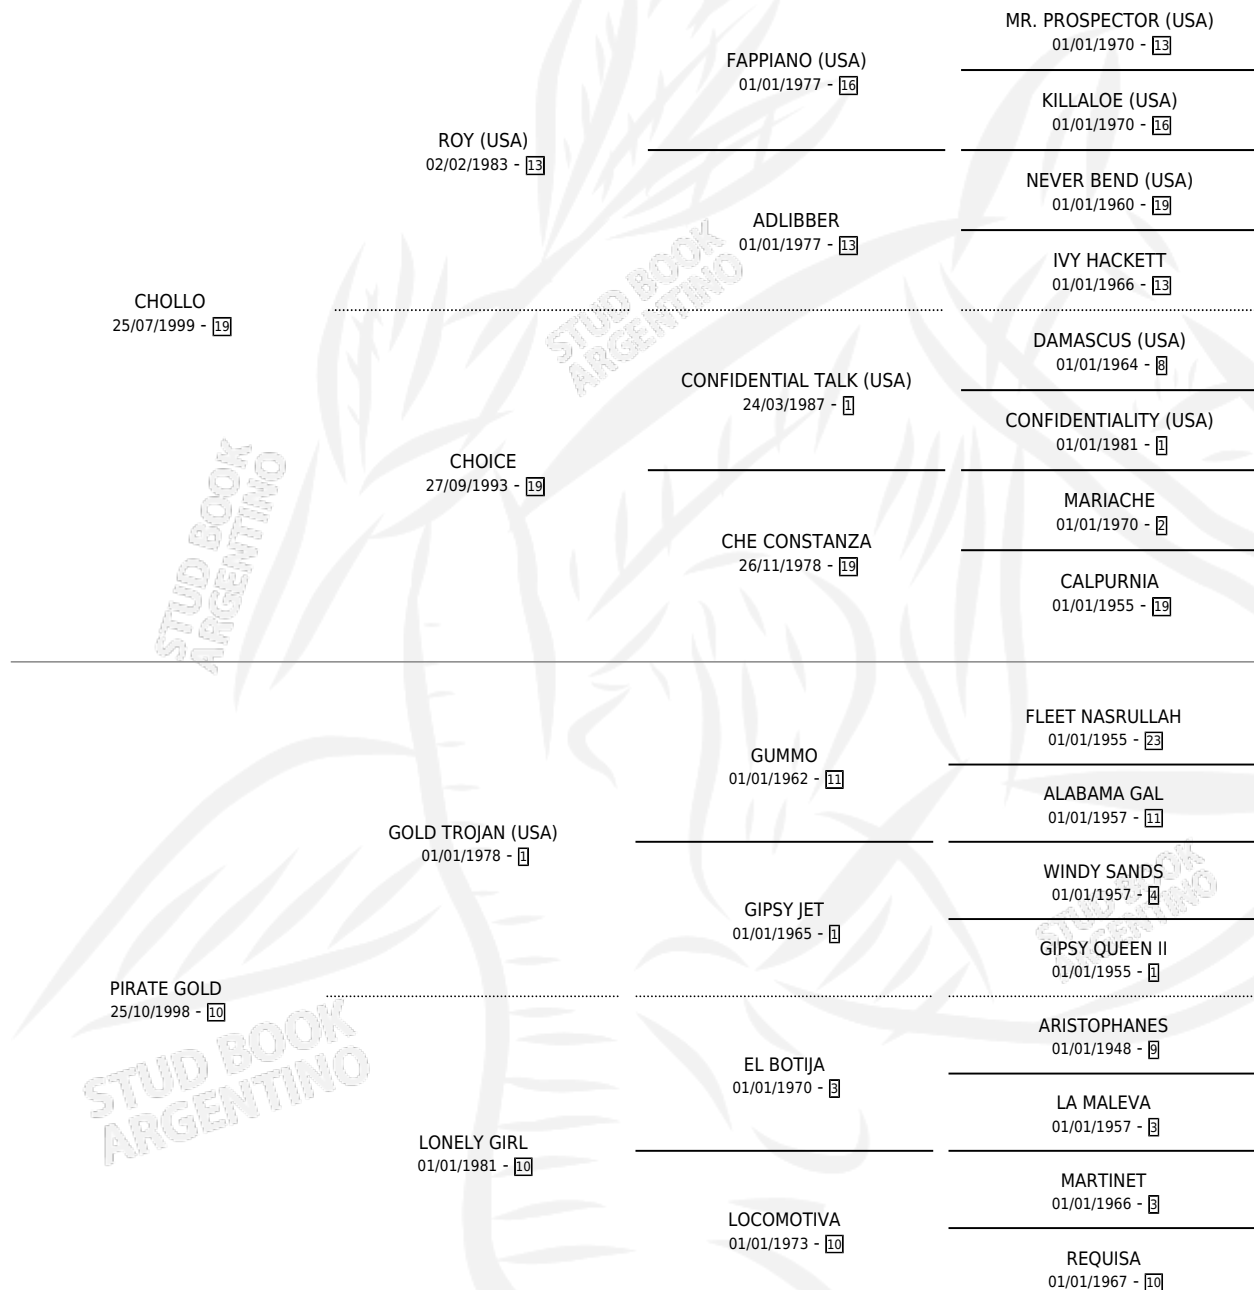 MR. PROSPECTOR (USA)
01/01/1970 - 13
FAPPIANO (USA)
01/01/1977 - 16
KILLALOE (USA)
01/01/1970 - 16
ROY (USA)
02/02/1983 - 13
NEVER BEND (USA)
01/01/1960 - 19
ADLIBBER
01/01/1977 - 13
IVY HACKETT
01/01/1966 - 13
CHOLLO
25/07/1999 - 19
DAMASCUS (USA)
01/01/1964 - 8
CONFIDENTIAL TALK (USA)
24/03/1987 - 1
CONFIDENTIALITY (USA)
01/01/1981 - 1
CHOICE
27/09/1993 - 19
MARIACHE
01/01/1970 - 2
CHE CONSTANZA
26/11/1978 - 19
CALPURNIA
01/01/1955 - 19
FLEET NASRULLAH
01/01/1955 - 23
GUMMO
01/01/1962 - 11
ALABAMA GAL
01/01/1957 - 11
GOLD TROJAN (USA)
01/01/1978 - 1
WINDY SANDS
01/01/1957 - 4
GIPSY JET
01/01/1965 - 1
GIPSY QUEEN II
01/01/1955 - 1
PIRATE GOLD
25/10/1998 - 10
ARISTOPHANES
01/01/1948 - 9
EL BOTIJA
01/01/1970 - 3
LA MALEVA
01/01/1957 - 3
LONELY GIRL
01/01/1981 - 10
MARTINET
01/01/1966 - 3
LOCOMOTIVA
01/01/1973 - 10
REQUISA
01/01/1967 - 10
STUD BOOK
ARGENTINO
STUD BOOK
ARGENTINO
STUD BOOK
ARGENTINO
STUD BOOK
ARGENTINO